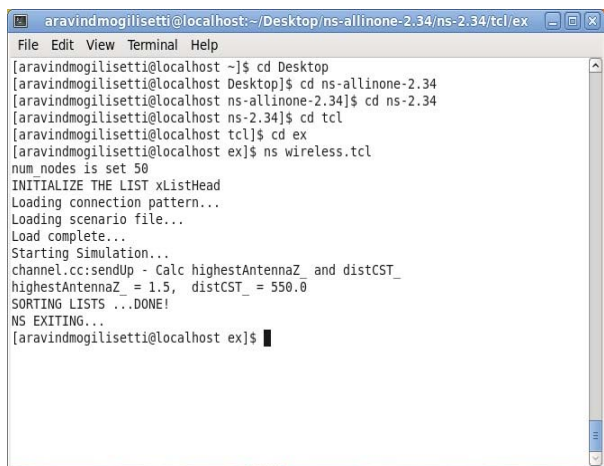 aravindmogilisetti@localhost:~/Desktop/ns-allinone-2.34/ns-2.34/tcl/ex
File Edit View Terminal Help
[aravindmogilisetti@localhost ~]$ cd Desktop
[aravindmogilisetti@localhost Desktop]$ cd ns-allinone-2.34
[aravindmogilisetti@localhost ns-allinone-2.34]$ cd ns-2.34
[aravindmogilisetti@localhost ns-2.34]$ cd tcl
[aravindmogilisetti@localhost tcl]$ cd ex
[aravindmogilisetti@localhost ex]$ ns wireless.tcl
num_nodes is set 50
INITIALIZE THE LIST xListHead
Loading connection pattern...
Loading scenario file...
Load complete...
Starting Simulation...
channel.cc:sendUp - Calc highestAntennaZ_ and distCST_
highestAntennaZ_ = 1.5,  distCST_ = 550.0
SORTING LISTS ...DONE!
NS EXITING...
[aravindmogilisetti@localhost ex]$